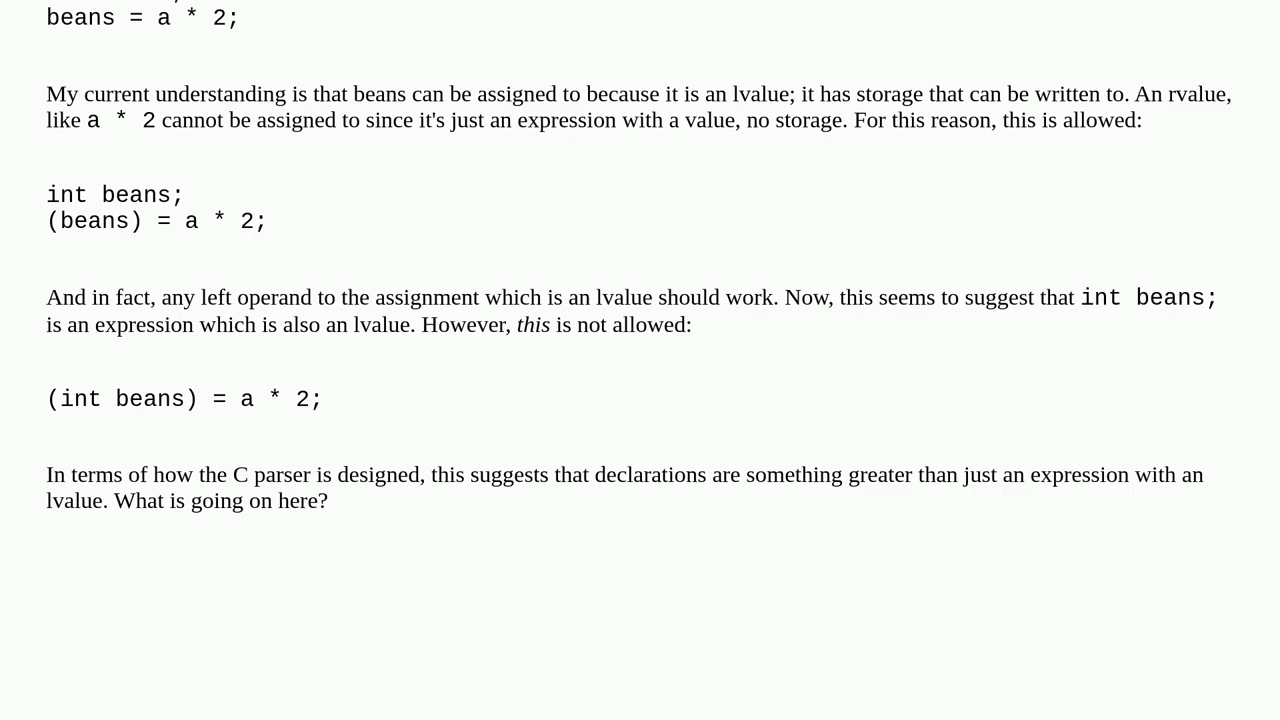 beans = a * 2;
My current understanding is that beans can be assigned to because it is an lvalue; it has storage that can be written to. An rvalue,
like a * 2 cannot be assigned to since it's just an expression with a value, no storage. For this reason, this is allowed:
int beans;
(beans) = a * 2;
And in fact, any left operand to the assignment which is an lvalue should work. Now, this seems to suggest that int beans;
is an expression which is also an lvalue. However, this is not allowed:
(int beans) = a * 2;
In terms of how the C parser is designed, this suggests that declarations are something greater than just an expression with an
lvalue. What is going on here?